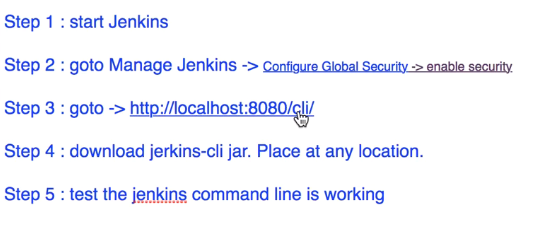 Step 1 : start Jenkins
Step 2 : goto Manage Jenkins -> Configure Global Security -> enable security
Step 3 : goto -> http://localhost:8080/cli/
Step 4 : download jerkins-cli jar. Place at any location.
Step 5 : test the jenkins command line is working